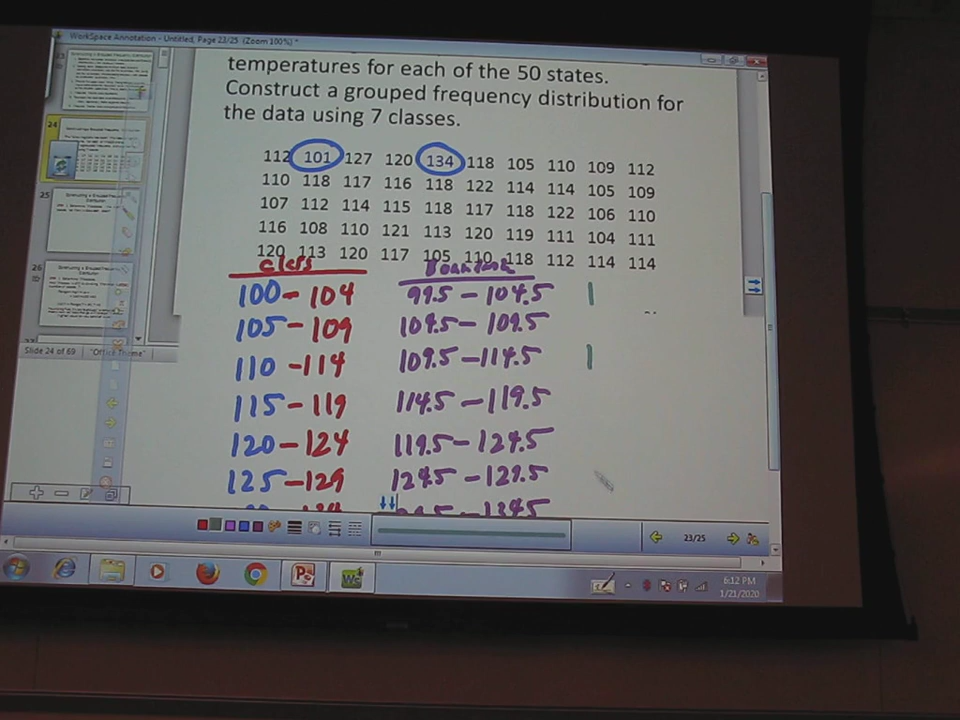 WorkSpace Annotation - Untitled, Page 23/25 (Zoom 100%) *
temperatures for each of the 50 states.
Construct a grouped frequency distribution for
the data using 7 classes.
112 101 127 120 134 118 105 110 109 112
110 118 117 116 118 122 114 114 105 109
107 112 114 115 118 117 118 122 106 110
116 108 110 121 113 120 119 111 104 111
120 113 120 117 105 110 118 112 114 114
100 - 104 99.5 - 104.5 |
105 - 109 104.5 - 109.5
110 - 114 109.5 - 114.5 |
115 - 119 114.5 - 119.5
120 - 124 119.5 - 124.5
125 - 129 124.5 - 129.5
24
25
26
Slide 24 of 69 "Office Theme"
23/25
6:12 PM
1/21/2020